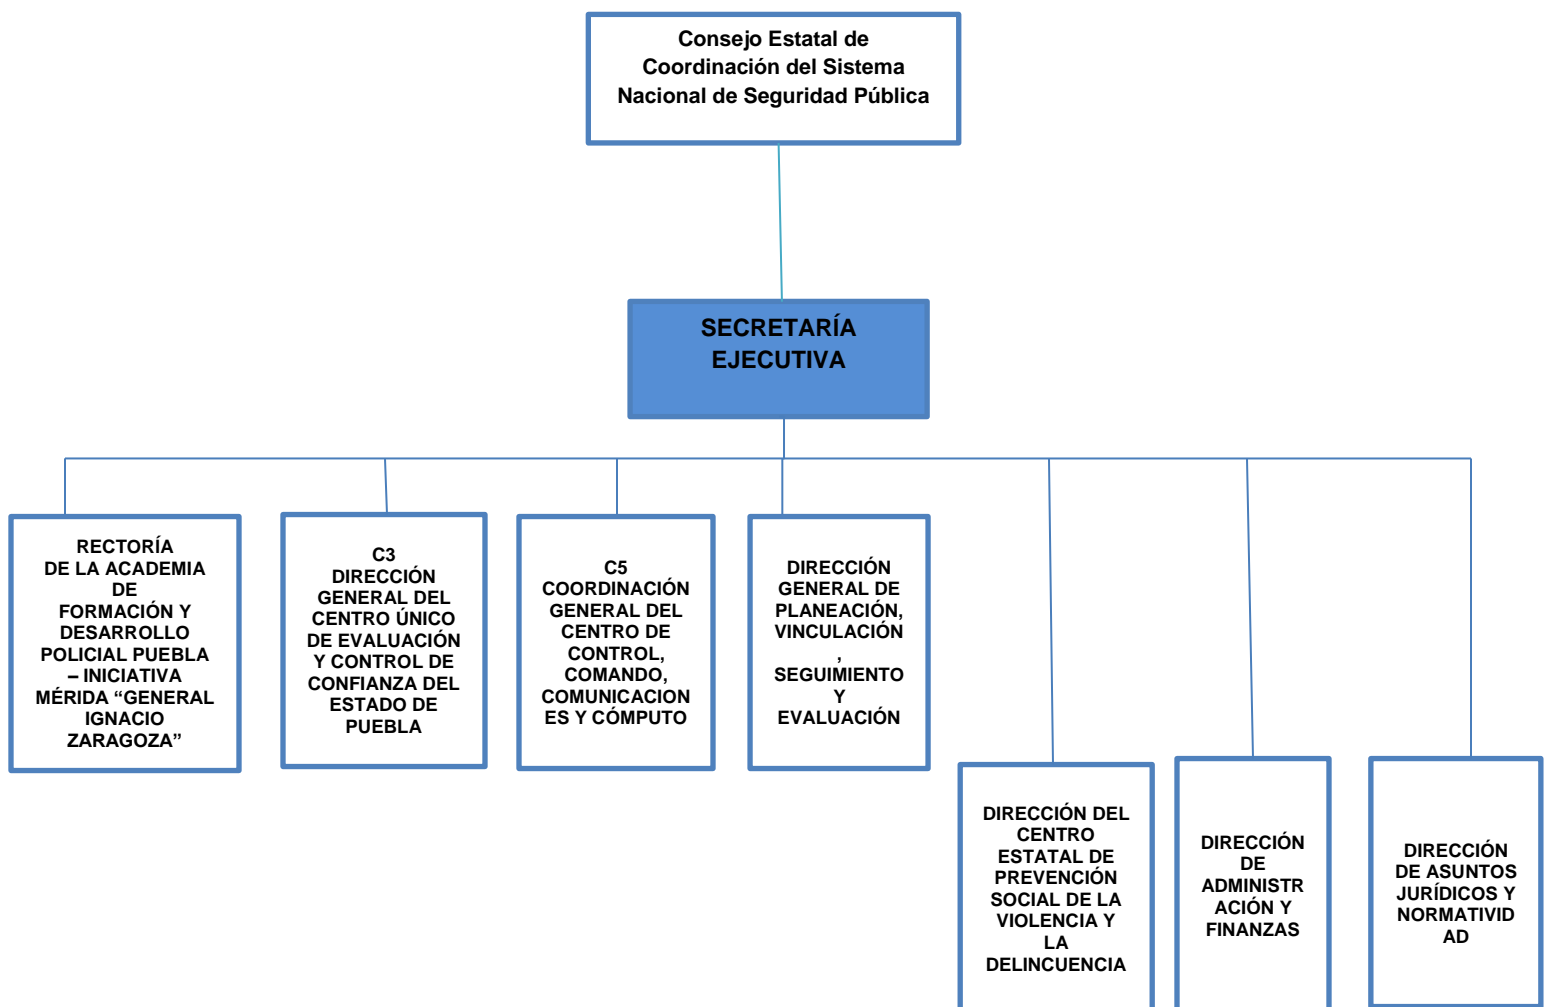 Consejo Estatal de
Coordinación del Sistema
Nacional de Seguridad Pública
SECRETARÍA
EJECUTIVA
RECTORÍA
DE LA ACADEMIA
DE
FORMACIÓN Y
DESARROLLO
POLICIAL PUEBLA
– INICIATIVA
MÉRIDA “GENERAL
IGNACIO
ZARAGOZA”
C3
DIRECCIÓN
GENERAL DEL
CENTRO ÚNICO
DE EVALUACIÓN
Y CONTROL DE
CONFIANZA DEL
ESTADO DE
PUEBLA
C5
COORDINACIÓN
GENERAL DEL
CENTRO DE
CONTROL,
COMANDO,
COMUNICACION
ES Y CÓMPUTO
DIRECCIÓN
GENERAL DE
PLANEACIÓN,
VINCULACIÓN
,
SEGUIMIENTO
Y
EVALUACIÓN
DIRECCIÓN DEL
CENTRO
ESTATAL DE
PREVENCIÓN
SOCIAL DE LA
VIOLENCIA Y
LA
DELINCUENCIA
DIRECCIÓN
DE
ADMINISTR
ACIÓN Y
FINANZAS
DIRECCIÓN
DE ASUNTOS
JURÍDICOS Y
NORMATIVID
AD